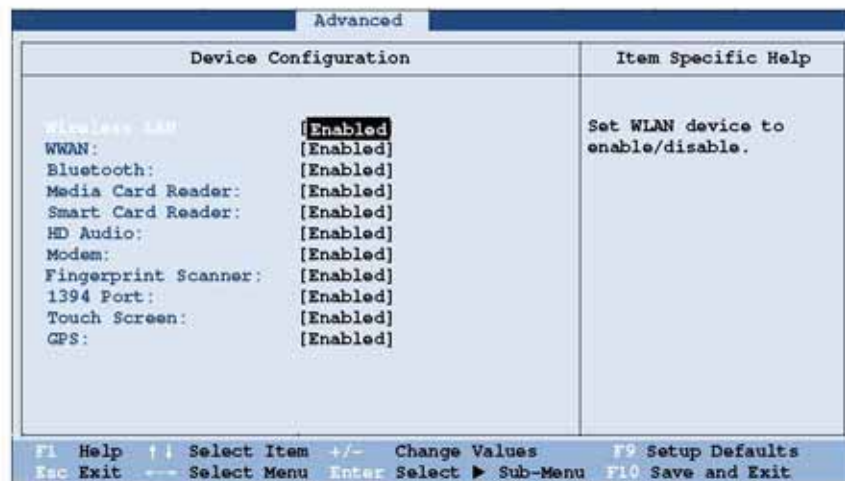 Advanced
Device Configuration
Item Specific Help
Wireless LAN [Enabled]
Set WLAN device to
enable/disable.
WWAN: [Enabled]
Bluetooth: [Enabled]
Media Card Reader: [Enabled]
Smart Card Reader: [Enabled]
HD Audio: [Enabled]
Modem: [Enabled]
Fingerprint Scanner: [Enabled]
1394 Port: [Enabled]
Touch Screen: [Enabled]
GPS: [Enabled]
F1 Help ↑↓ Select Item +/- Change Values F9 Setup Defaults
Esc Exit ←→ Select Menu Enter Select ▶ Sub-Menu F10 Save and Exit